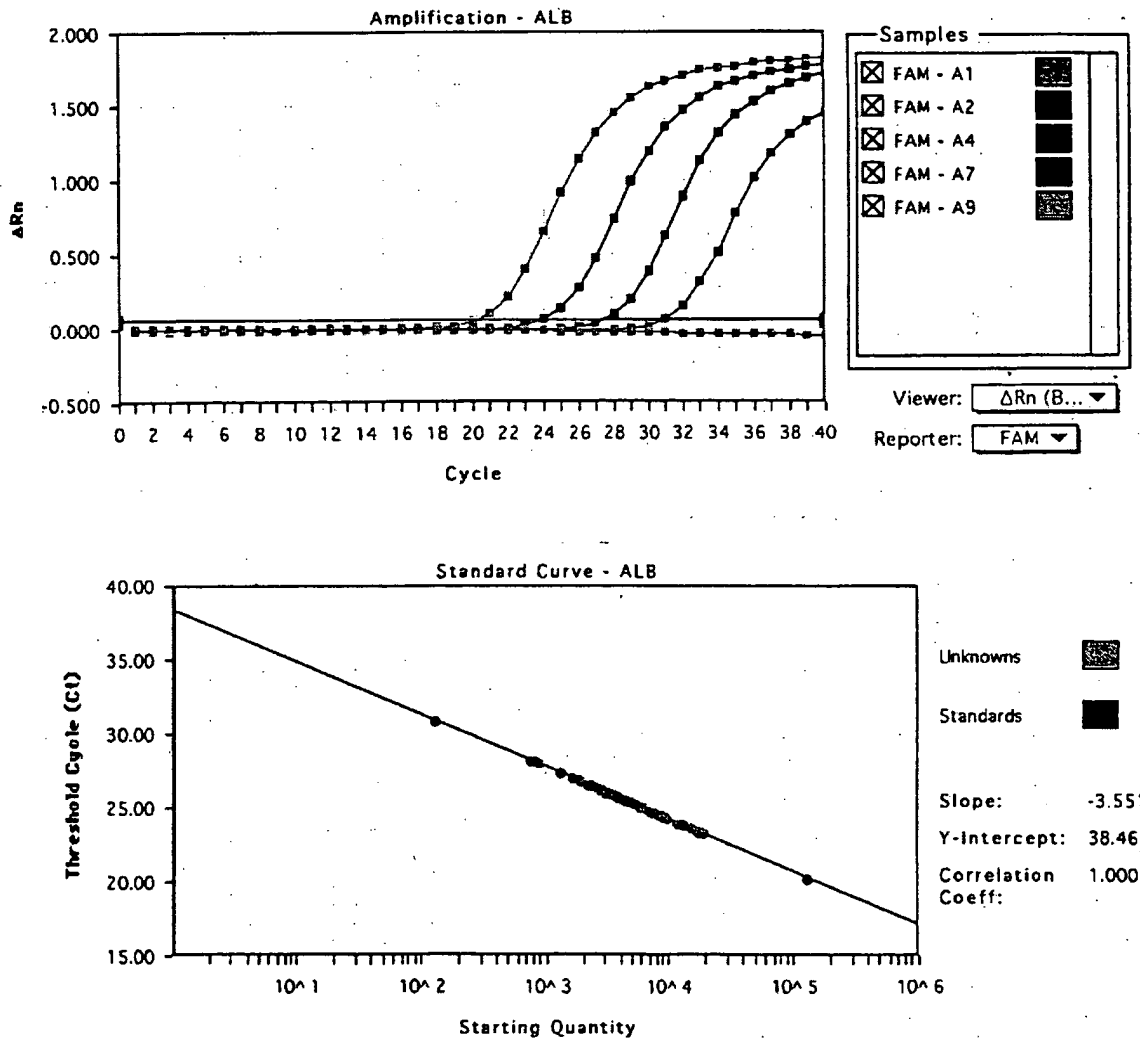 Amplification - ALB
2.000
1.500
1.000
0.500
0.000
-0.500
ΔRn
0 2 4 6 8 10 12 14 16 18 20 22 24 26 28 30 32 34 36 38 40
Cycle
Samples
FAM - A1
FAM - A2
FAM - A4
FAM - A7
FAM - A9
Viewer: ΔRn (B...
Reporter: FAM
Standard Curve - ALB
40.00
35.00
30.00
25.00
20.00
15.00
Threshold Cycle (Ct)
10^1 10^2 10^3 10^4 10^5 10^6
Starting Quantity
Unknowns
Standards
Slope: -3.55
Y-intercept: 38.46
Correlation 1.000
Coeff: